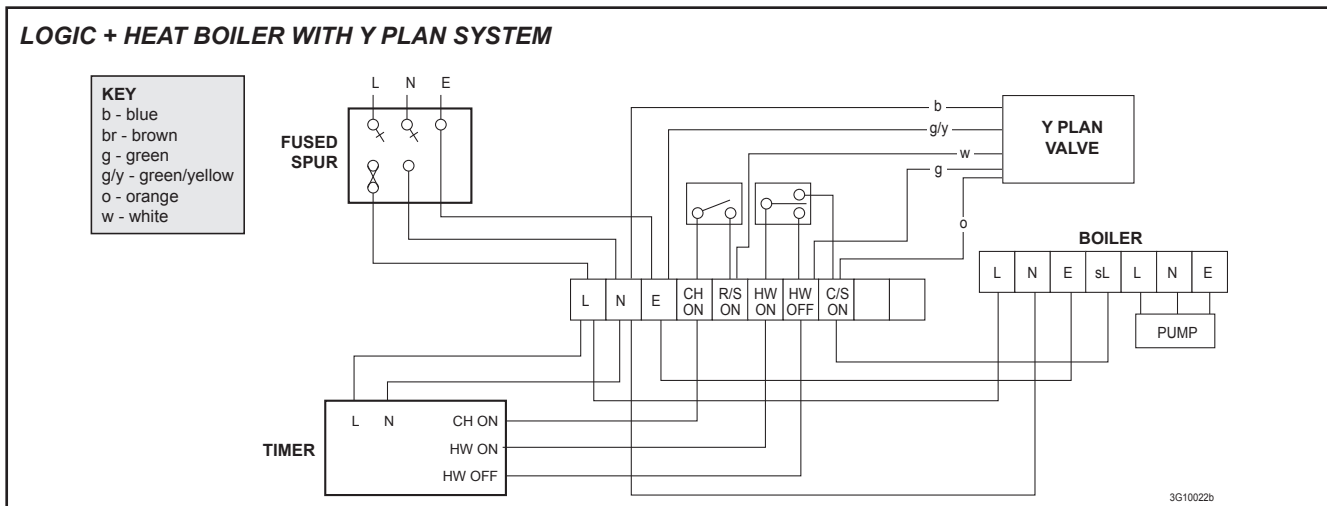 LOGIC + HEAT BOILER WITH Y PLAN SYSTEM
KEY
b - blue
br - brown
g - green
g/y - green/yellow
o - orange
w - white
L N E
FUSED
SPUR
b
g/y
w
g
o
Y PLAN
VALVE
BOILER
L N E sL L N E
PUMP
L N E CH ON R/S ON HW ON HW OFF C/S ON
TIMER
L N CH ON
HW ON
HW OFF
3G10022b